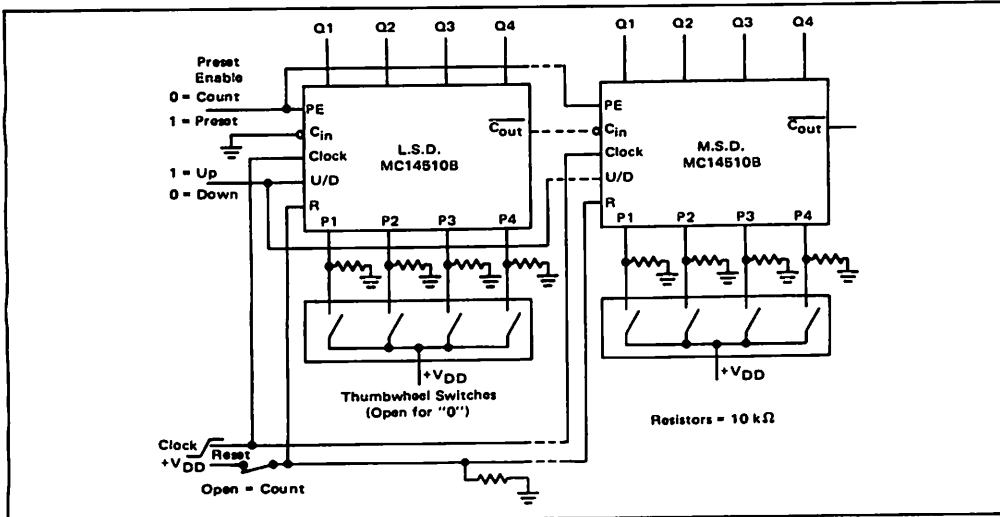 Q1 Q2 Q3 Q4
Q1 Q2 Q3 Q4
Preset
Enable
0 = Count
1 = Preset
1 = Up
0 = Down
PE
Cin
Clock
U/D
R
L.S.D.
MC14510B
Cout
P1 P2 P3 P4
PE
Cin
Clock
U/D
R
M.S.D.
MC14510B
Cout
P1 P2 P3 P4
+VDD
Thumbwheel Switches
(Open for "0")
+VDD
Resistors = 10 kΩ
Clock
Reset
+VDD
Open = Count